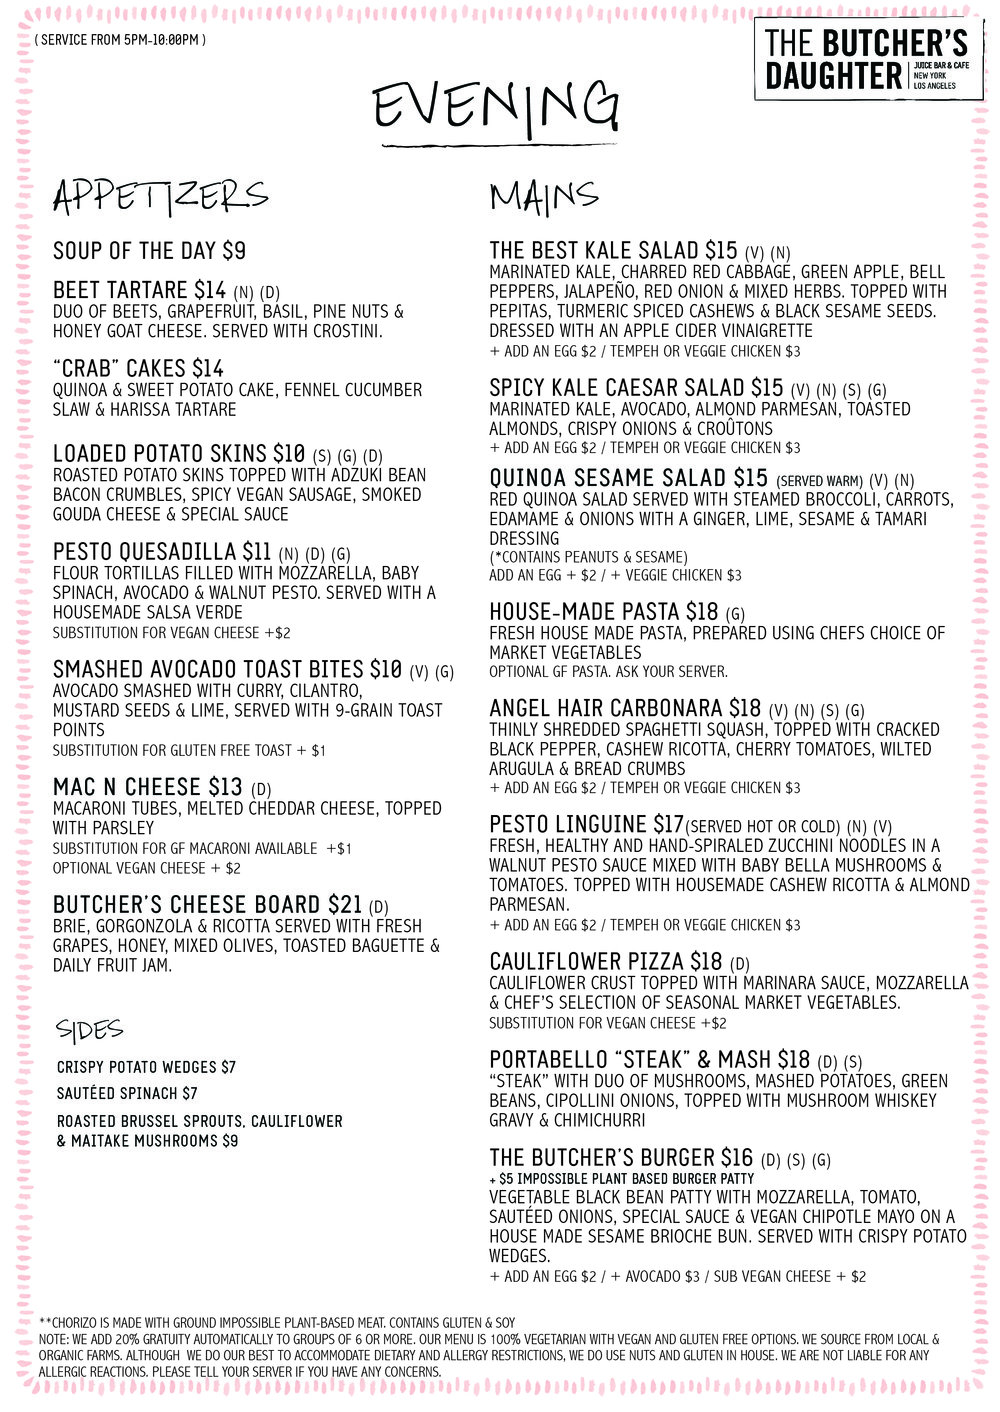 ( SERVICE FROM 5PM-10:00PM )
THE BUTCHER'S
DAUGHTER
JUICE BAR & CAFE
NEW YORK
LOS ANGELES
EVENING
APPETIZERS
SOUP OF THE DAY $9
BEET TARTARE $14 (N) (D)
DUO OF BEETS, GRAPEFRUIT, BASIL, PINE NUTS &
HONEY GOAT CHEESE. SERVED WITH CROSTINI.
“CRAB” CAKES $14
QUINOA & SWEET POTATO CAKE, FENNEL CUCUMBER
SLAW & HARISSA TARTARE
LOADED POTATO SKINS $10 (S) (G) (D)
ROASTED POTATO SKINS TOPPED WITH ADZUKI BEAN
BACON CRUMBLES, SPICY VEGAN SAUSAGE, SMOKED
GOUDA CHEESE & SPECIAL SAUCE
PESTO QUESADILLA $11 (N) (D) (G)
FLOUR TORTILLAS FILLED WITH MOZZARELLA, BABY
SPINACH, AVOCADO & WALNUT PESTO. SERVED WITH A
HOUSEMADE SALSA VERDE
SUBSTITUTION FOR VEGAN CHEESE +$2
SMASHED AVOCADO TOAST BITES $10 (V) (G)
AVOCADO SMASHED WITH CURRY, CILANTRO,
MUSTARD SEEDS & LIME, SERVED WITH 9-GRAIN TOAST
POINTS
SUBSTITUTION FOR GLUTEN FREE TOAST + $1
MAC N CHEESE $13 (D)
MACARONI TUBES, MELTED CHEDDAR CHEESE, TOPPED
WITH PARSLEY
SUBSTITUTION FOR GF MACARONI AVAILABLE +$1
OPTIONAL VEGAN CHEESE + $2
BUTCHER'S CHEESE BOARD $21 (D)
BRIE, GORGONZOLA & RICOTTA SERVED WITH FRESH
GRAPES, HONEY, MIXED OLIVES, TOASTED BAGUETTE &
DAILY FRUIT JAM.
SIDES
CRISPY POTATO WEDGES $7
SAUTÉED SPINACH $7
ROASTED BRUSSEL SPROUTS, CAULIFLOWER
& MAITAKE MUSHROOMS $9
MAINS
THE BEST KALE SALAD $15 (V) (N)
MARINATED KALE, CHARRED RED CABBAGE, GREEN APPLE, BELL
PEPPERS, JALAPEÑO, RED ONION & MIXED HERBS. TOPPED WITH
PEPITAS, TURMERIC SPICED CASHEWS & BLACK SESAME SEEDS.
DRESSED WITH AN APPLE CIDER VINAIGRETTE
+ ADD AN EGG $2 / TEMPEH OR VEGGIE CHICKEN $3
SPICY KALE CAESAR SALAD $15 (V) (N) (S) (G)
MARINATED KALE, AVOCADO, ALMOND PARMESAN, TOASTED
ALMONDS, CRISPY ONIONS & CROÛTONS
+ ADD AN EGG $2 / TEMPEH OR VEGGIE CHICKEN $3
QUINOA SESAME SALAD $15 (SERVED WARM) (V) (N)
RED QUINOA SALAD SERVED WITH STEAMED BROCCOLI, CARROTS,
EDAMAME & ONIONS WITH A GINGER, LIME, SESAME & TAMARI
DRESSING
(*CONTAINS PEANUTS & SESAME)
ADD AN EGG + $2 / + VEGGIE CHICKEN $3
HOUSE-MADE PASTA $18 (G)
FRESH HOUSE MADE PASTA, PREPARED USING CHEFS CHOICE OF
MARKET VEGETABLES
OPTIONAL GF PASTA. ASK YOUR SERVER.
ANGEL HAIR CARBONARA $18 (V) (N) (S) (G)
THINLY SHREDDED SPAGHETTI SQUASH, TOPPED WITH CRACKED
BLACK PEPPER, CASHEW RICOTTA, CHERRY TOMATOES, WILTED
ARUGULA & BREAD CRUMBS
+ ADD AN EGG $2 / TEMPEH OR VEGGIE CHICKEN $3
PESTO LINGUINE $17(SERVED HOT OR COLD) (N) (V)
FRESH, HEALTHY AND HAND-SPIRALED ZUCCHINI NOODLES IN A
WALNUT PESTO SAUCE MIXED WITH BABY BELLA MUSHROOMS &
TOMATOES. TOPPED WITH HOUSEMADE CASHEW RICOTTA & ALMOND
PARMESAN.
+ ADD AN EGG $2 / TEMPEH OR VEGGIE CHICKEN $3
CAULIFLOWER PIZZA $18 (D)
CAULIFLOWER CRUST TOPPED WITH MARINARA SAUCE, MOZZARELLA
& CHEF'S SELECTION OF SEASONAL MARKET VEGETABLES.
SUBSTITUTION FOR VEGAN CHEESE +$2
PORTABELLO “STEAK” & MASH $18 (D) (S)
“STEAK” WITH DUO OF MUSHROOMS, MASHED POTATOES, GREEN
BEANS, CIPOLLINI ONIONS, TOPPED WITH MUSHROOM WHISKEY
GRAVY & CHIMICHURRI
THE BUTCHER'S BURGER $16 (D) (S) (G)
+ $5 IMPOSSIBLE PLANT BASED BURGER PATTY
VEGETABLE BLACK BEAN PATTY WITH MOZZARELLA, TOMATO,
SAUTÉED ONIONS, SPECIAL SAUCE & VEGAN CHIPOTLE MAYO ON A
HOUSE MADE SESAME BRIOCHE BUN. SERVED WITH CRISPY POTATO
WEDGES.
+ ADD AN EGG $2 / + AVOCADO $3 / SUB VEGAN CHEESE + $2
**CHORIZO IS MADE WITH GROUND IMPOSSIBLE PLANT-BASED MEAT. CONTAINS GLUTEN & SOY
NOTE: WE ADD 20% GRATUITY AUTOMATICALLY TO GROUPS OF 6 OR MORE. OUR MENU IS 100% VEGETARIAN WITH VEGAN AND GLUTEN FREE OPTIONS. WE SOURCE FROM LOCAL &
ORGANIC FARMS. ALTHOUGH WE DO OUR BEST TO ACCOMMODATE DIETARY AND ALLERGY RESTRICTIONS, WE DO USE NUTS AND GLUTEN IN HOUSE. WE ARE NOT LIABLE FOR ANY
ALLERGIC REACTIONS. PLEASE TELL YOUR SERVER IF YOU HAVE ANY CONCERNS.